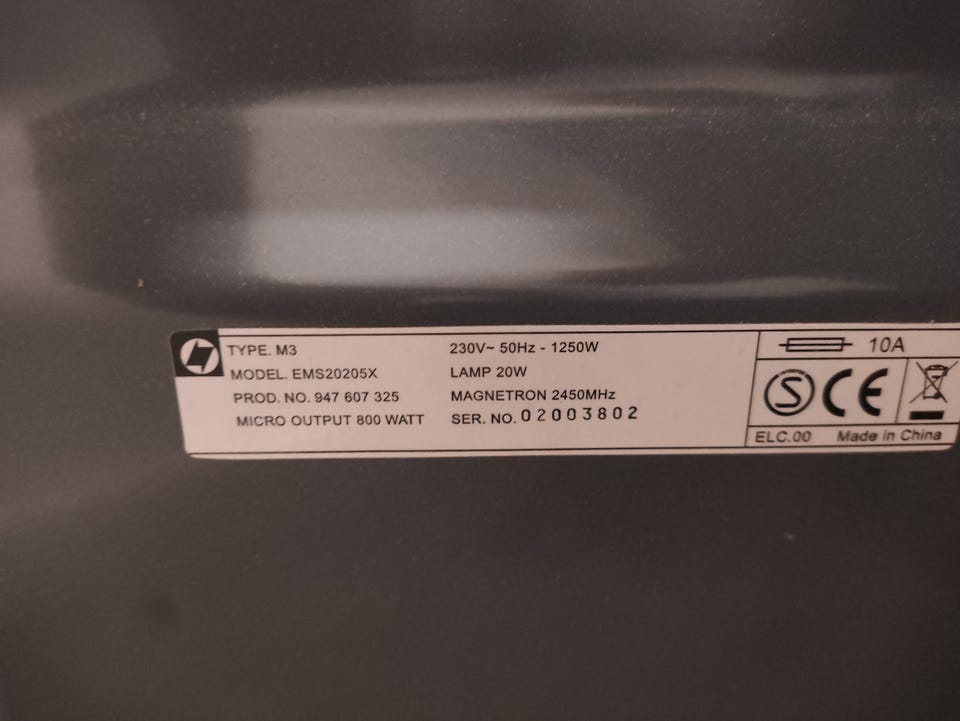 TYPE. M3
MODEL. EMS20205X
PROD. NO. 947 607 325
MICRO OUTPUT 800 WATT
230V~ 50Hz - 1250W
LAMP 20W
MAGNETRON 2450MHz
SER. NO. 02003802
10A
S CE
ELC.00 Made in China